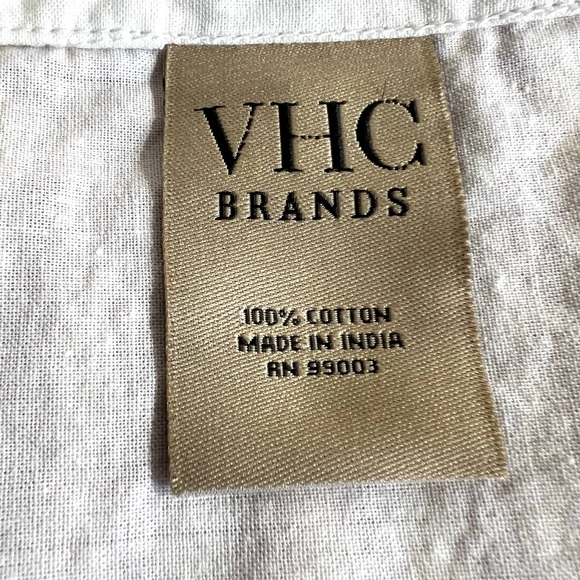 VHC
BRANDS
100% COTTON
MADE IN INDIA
RN 99003